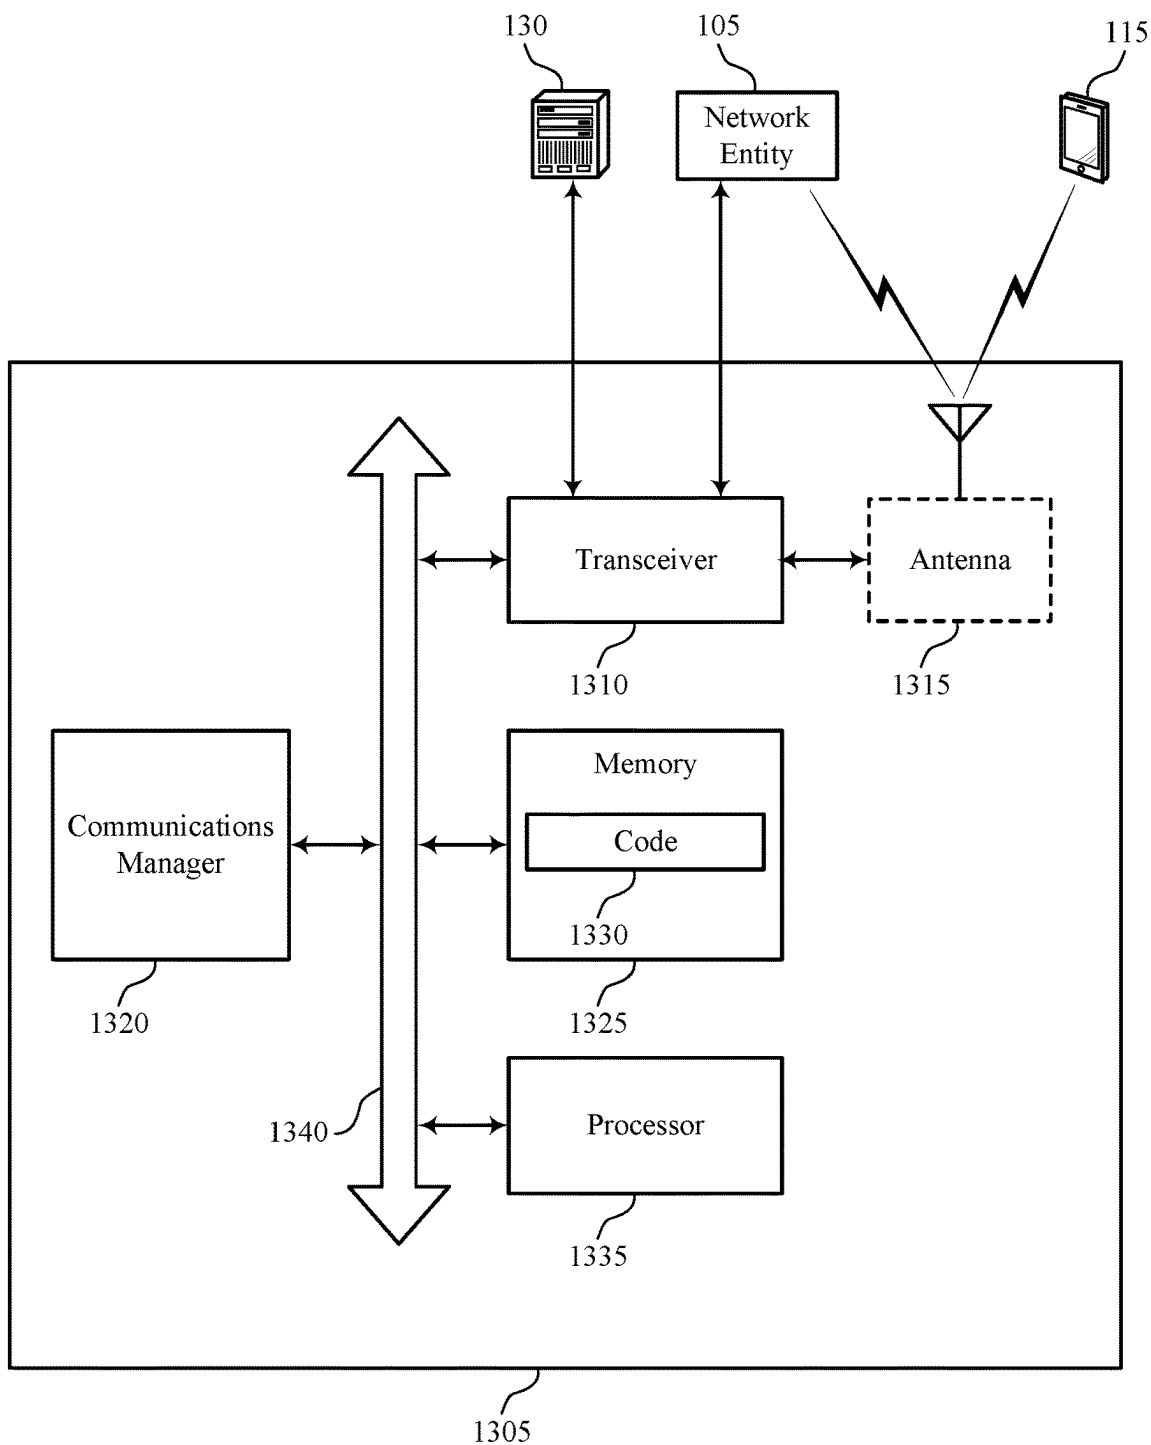 130
105
115
Network
Entity
Transceiver
Antenna
1310
1315
Communications
Manager
Memory
Code
1330
1320
1325
1340
Processor
1335
1305